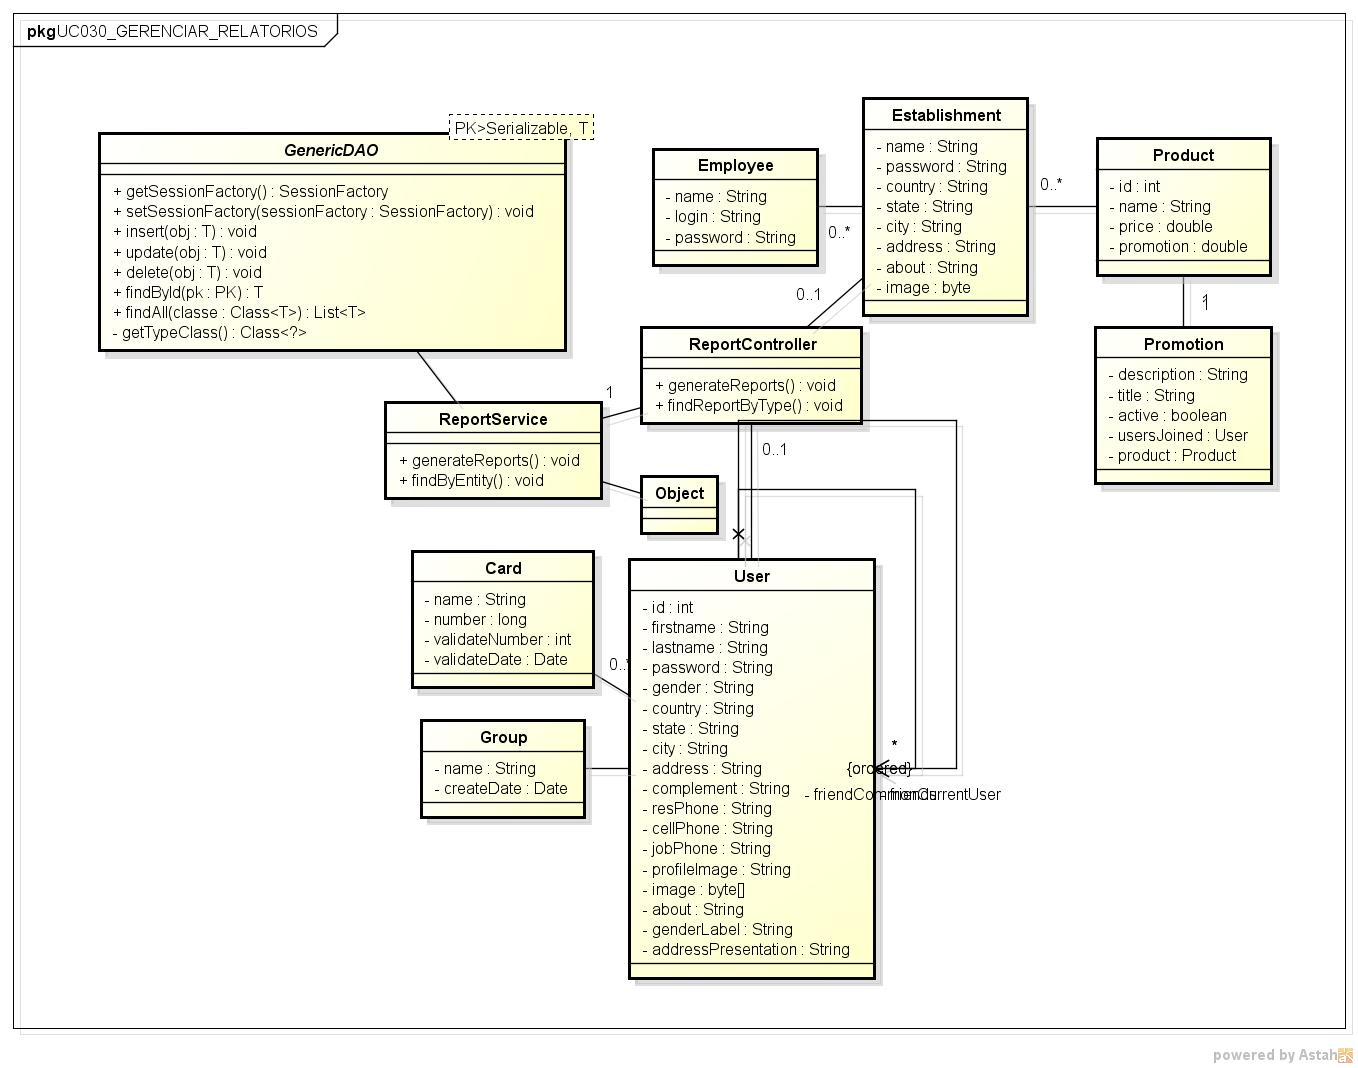 pkg UC030_GERENCIAR_RELATORIOS
PK>Serializable, T
GenericDAO
+ getSessionFactory() : SessionFactory
+ setSessionFactory(sessionFactory : SessionFactory) : void
+ insert(obj : T) : void
+ update(obj : T) : void
+ delete(obj : T) : void
+ findById(pk : PK) : T
+ findAll(classe : Class<T>) : List<T>
- getTypeClass() : Class<?>
Employee
- name : String
- login : String
- password : String
0..*
Establishment
- name : String
- password : String
- country : String
- state : String
- city : String
- address : String
- about : String
- image : byte
0..*
Product
- id : int
- name : String
- price : double
- promotion : double
1
Promotion
- description : String
- title : String
- active : boolean
- usersJoined : User
- product : Product
0..1
ReportController
+ generateReports() : void
+ findReportByType() : void
1
0..1
ReportService
+ generateReports() : void
+ findByEntity() : void
Object
Card
- name : String
- number : long
- validateNumber : int
- validateDate : Date
0..*
Group
- name : String
- createDate : Date
User
- id : int
- firstname : String
- lastname : String
- password : String
- gender : String
- country : String
- state : String
- city : String
- address : String
- complement : String
- resPhone : String
- cellPhone : String
- jobPhone : String
- profileImage : String
- image : byte[]
- about : String
- genderLabel : String
- addressPresentation : String
*
{ordered}
powered by Astah